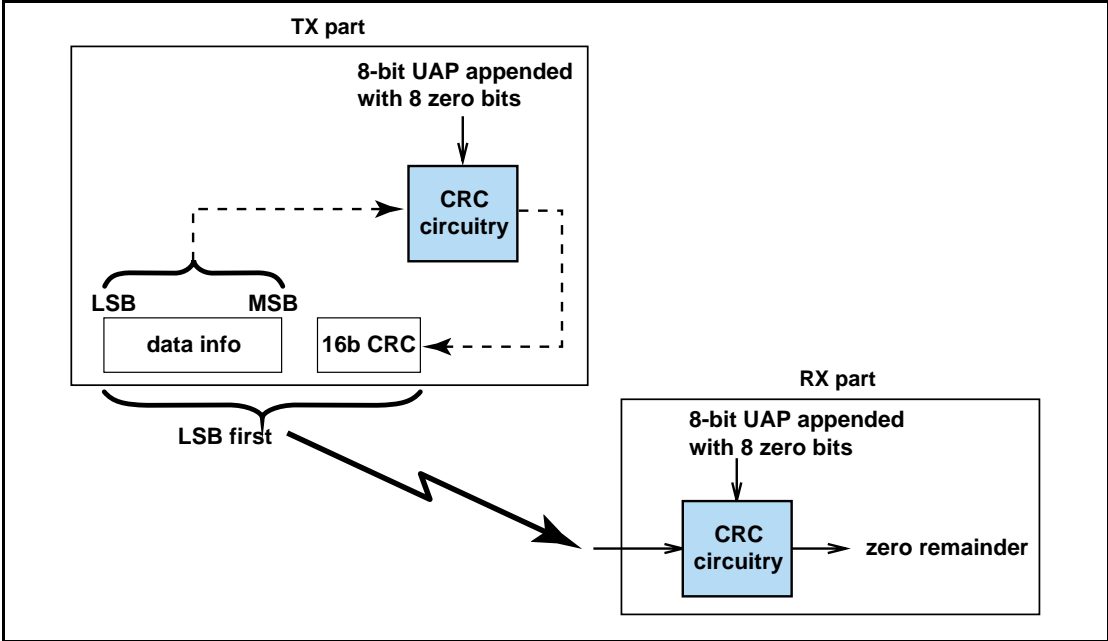 TX part
8-bit UAP appended
with 8 zero bits
CRC
circuitry
LSB
MSB
data info
16b CRC
LSB first
RX part
8-bit UAP appended
with 8 zero bits
CRC
circuitry
zero remainder